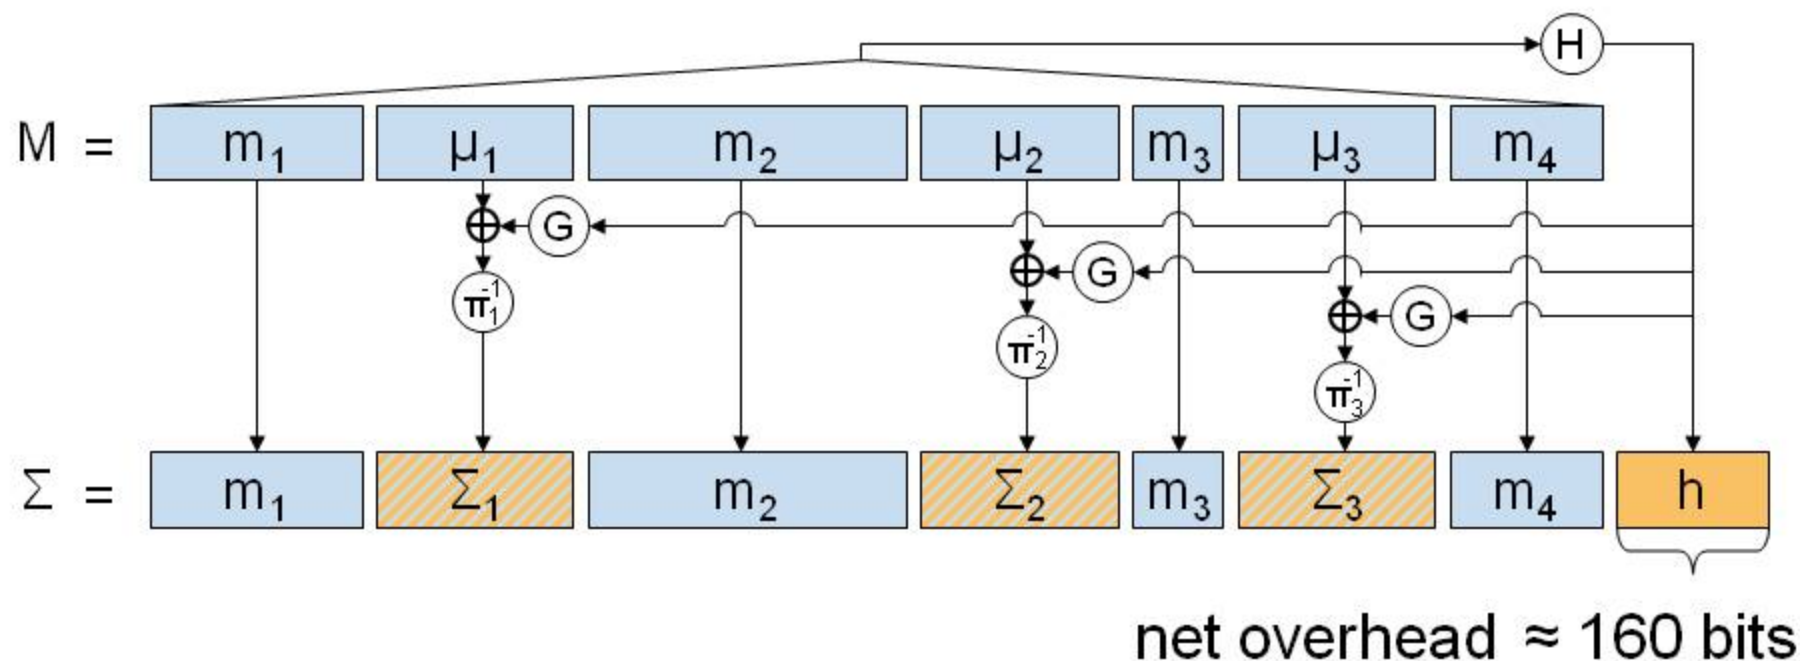 H
M = m₁ μ₁ m₂ μ₂ m₃ μ₃ m₄
G
G
G
π₁⁻¹
π₂⁻¹
π₃⁻¹
Σ = m₁ Σ₁ m₂ Σ₂ m₃ Σ₃ m₄ h
net overhead ≈ 160 bits